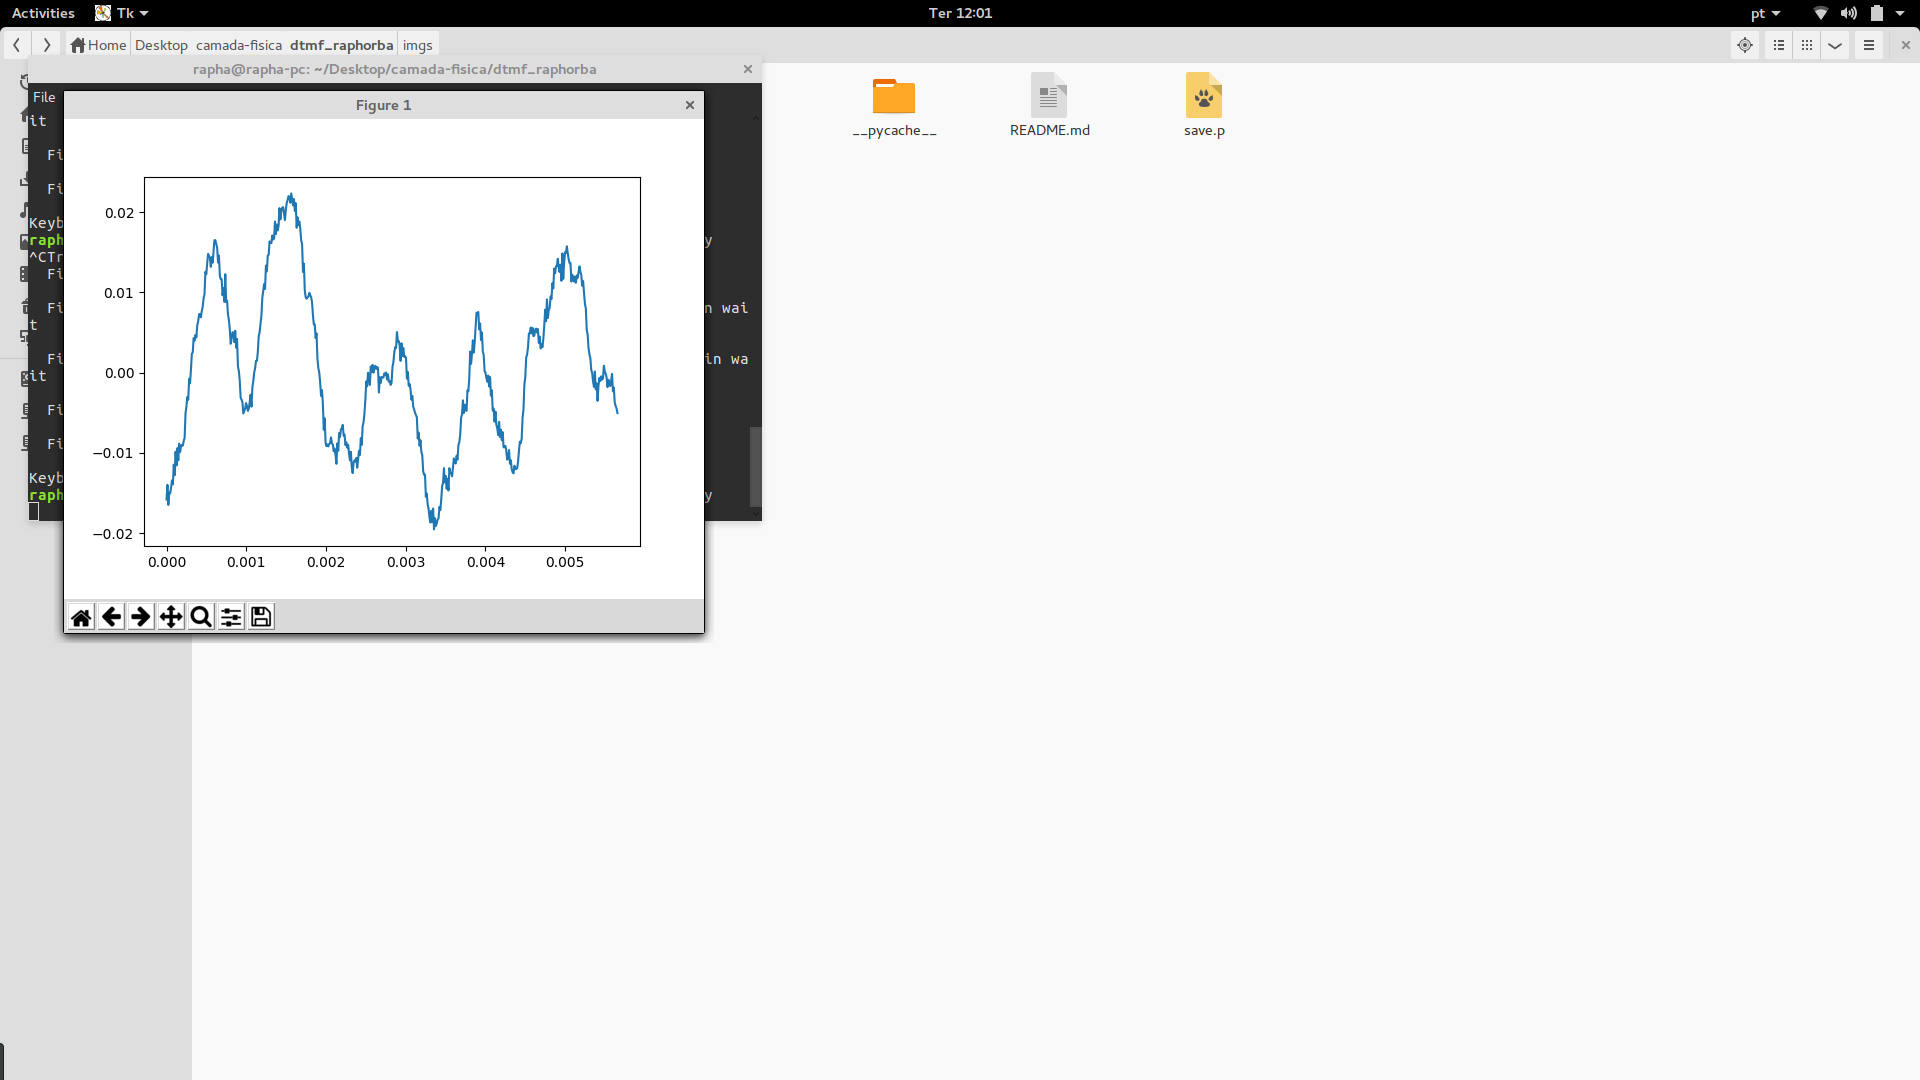 Activities Tk Ter 12:01 pt
Home Desktop camada-fisica dtmf_raphorba imgs
rapha@rapha-pc: ~/Desktop/camada-fisica/dtmf_raphorba
File
Figure 1
it
Fi
Fi
Keyb
raph y
^CTr
Fi
Fi n wai
t
Fi in wa
it
Fi
Fi
Keyb
raph y
0.02
0.01
0.00
−0.01
−0.02
0.000 0.001 0.002 0.003 0.004 0.005
__pycache__ README.md save.p